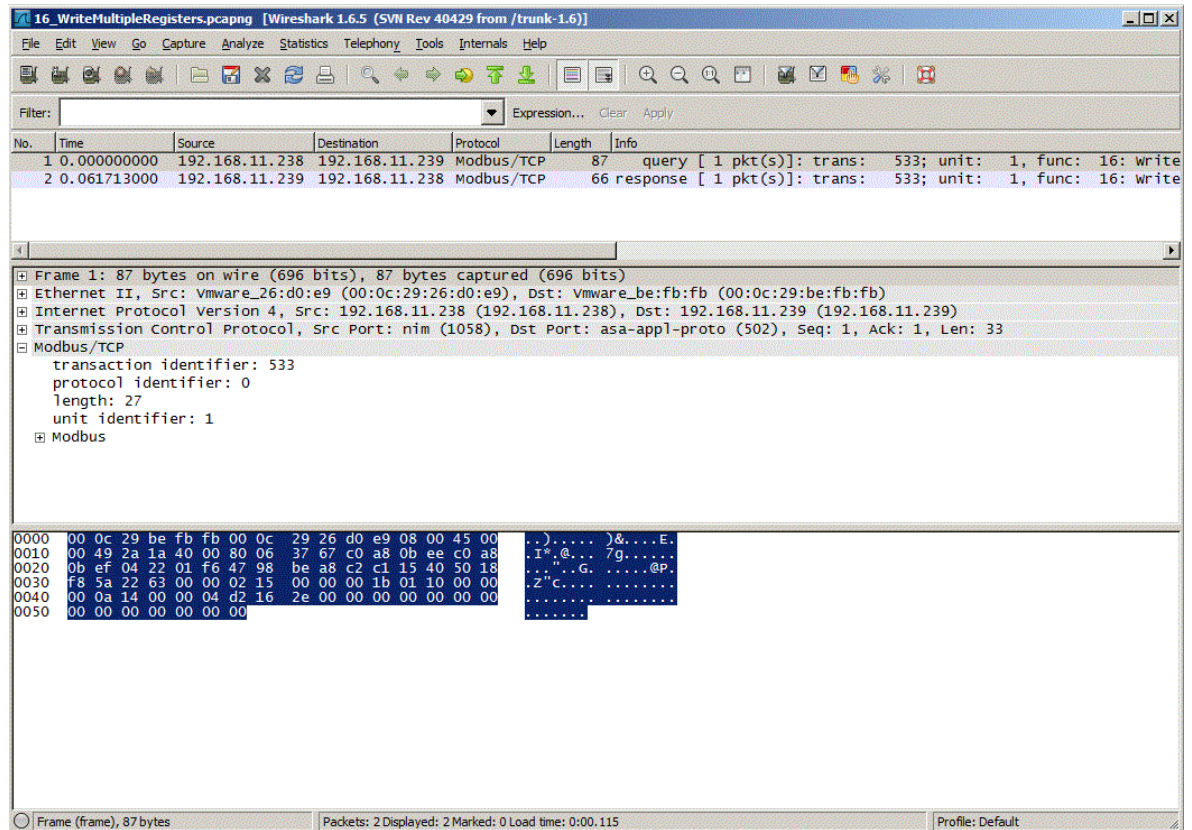 16_WriteMultipleRegisters.pcapng [Wireshark 1.6.5 (SVN Rev 40429 from /trunk-1.6)]
File Edit View Go Capture Analyze Statistics Telephony Tools Internals Help
Filter: Expression... Clear Apply
No. Time Source Destination Protocol Length Info
1 0.000000000 192.168.11.238 192.168.11.239 Modbus/TCP 87 query [ 1 pkt(s)]: trans: 533; unit: 1, func: 16: Write
2 0.061713000 192.168.11.239 192.168.11.238 Modbus/TCP 66 response [ 1 pkt(s)]: trans: 533; unit: 1, func: 16: Write
Frame 1: 87 bytes on wire (696 bits), 87 bytes captured (696 bits)
Ethernet II, Src: Vmware_26:d0:e9 (00:0c:29:26:d0:e9), Dst: Vmware_be:fb:fb (00:0c:29:be:fb:fb)
Internet Protocol Version 4, Src: 192.168.11.238 (192.168.11.238), Dst: 192.168.11.239 (192.168.11.239)
Transmission Control Protocol, Src Port: nim (1058), Dst Port: asa-appl-proto (502), Seq: 1, Ack: 1, Len: 33
Modbus/TCP
transaction identifier: 533
protocol identifier: 0
length: 27
unit identifier: 1
Modbus
0000 00 0c 29 be fb fb 00 0c 29 26 d0 e9 08 00 45 00 ..)..... )&....E.
0010 00 49 2a 1a 40 00 80 06 37 67 c0 a8 0b ee c0 a8 .I*.@... 7g......
0020 0b ef 04 22 01 f6 47 98 be a8 c2 c1 15 40 50 18 ..."..G. .....@P.
0030 f8 5a 22 63 00 00 02 15 00 00 00 1b 01 10 00 00 .Z"c.... ........
0040 00 0a 14 00 00 04 d2 16 2e 00 00 00 00 00 00 00 ........ ........
0050 00 00 00 00 00 00 00 .......
Frame (frame), 87 bytes Packets: 2 Displayed: 2 Marked: 0 Load time: 0:00.115 Profile: Default